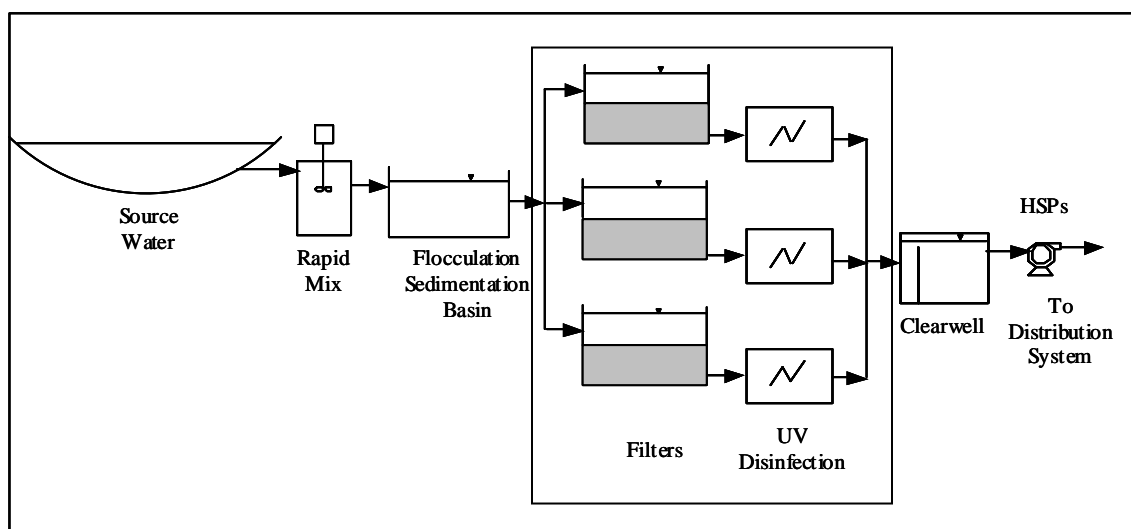 Source
Water
Rapid
Mix
Flocculation
Sedimentation
Basin
Filters
UV
Disinfection
Clearwell
HSPs
To
Distribution
System